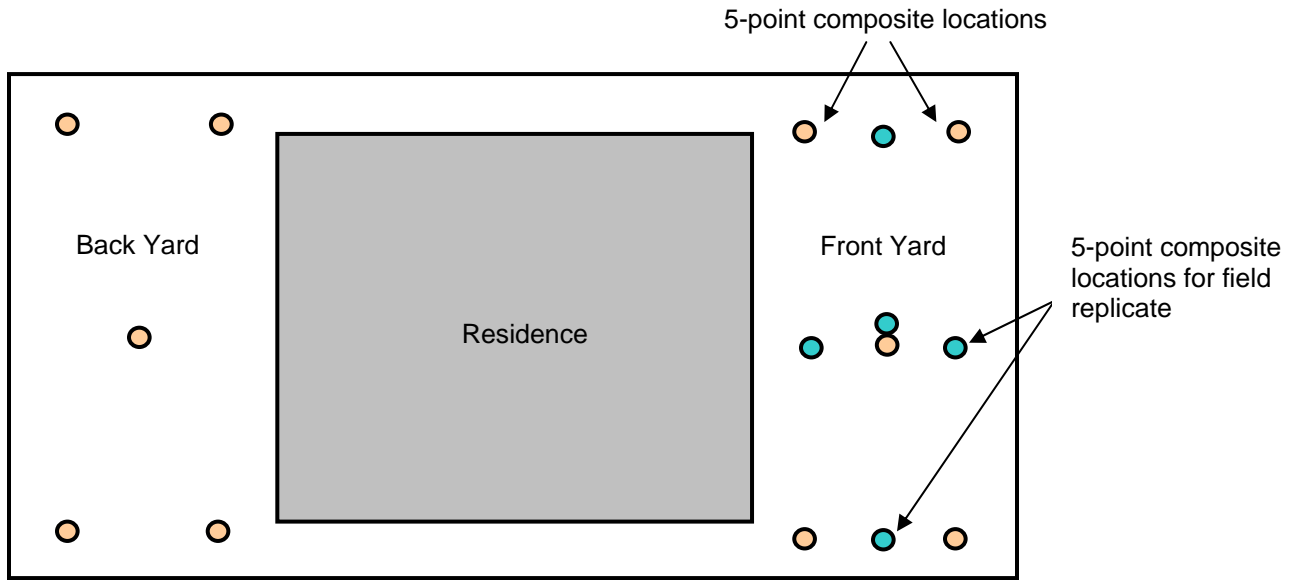 5-point composite locations
Back Yard
Front Yard
5-point composite
locations for field
replicate
Residence